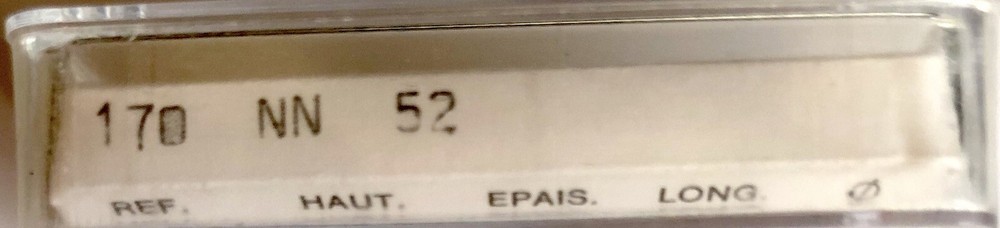 170 NN 52
REF. HAUT. EPAIS. LONG. Ø